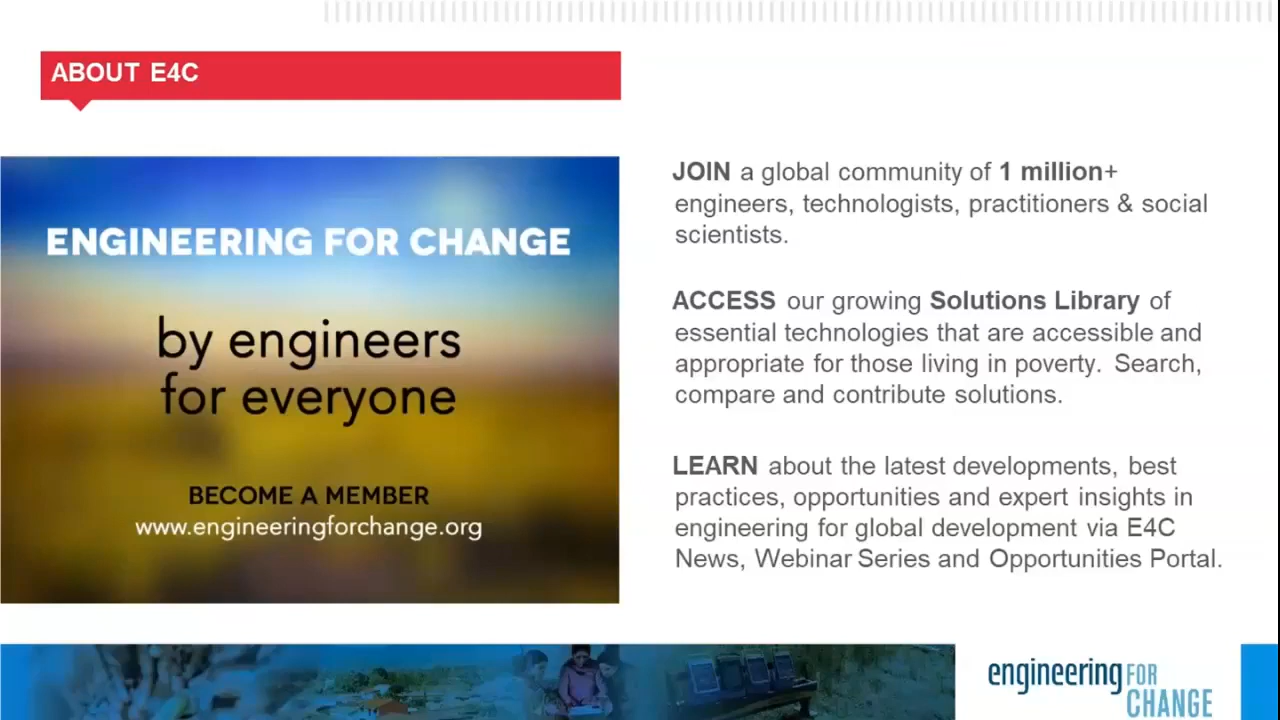 ABOUT E4C
ENGINEERING FOR CHANGE
by engineers
for everyone
BECOME A MEMBER
www.engineeringforchange.org
JOIN a global community of 1 million+
engineers, technologists, practitioners & social
scientists.
ACCESS our growing Solutions Library of
essential technologies that are accessible and
appropriate for those living in poverty. Search,
compare and contribute solutions.
LEARN about the latest developments, best
practices, opportunities and expert insights in
engineering for global development via E4C
News, Webinar Series and Opportunities Portal.
engineering FOR
CHANGE